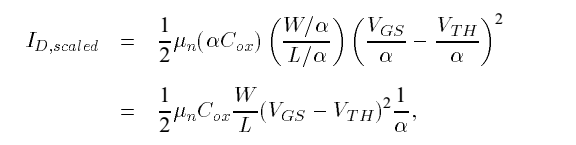 I_{D,scaled} = \frac{1}{2}\mu_n(\alpha C_{ox})\left(\frac{W/\alpha}{L/\alpha}\right)\left(\frac{V_{GS}}{\alpha} - \frac{V_{TH}}{\alpha}\right)^2
= \frac{1}{2}\mu_n C_{ox}\frac{W}{L}(V_{GS} - V_{TH})^2\frac{1}{\alpha},